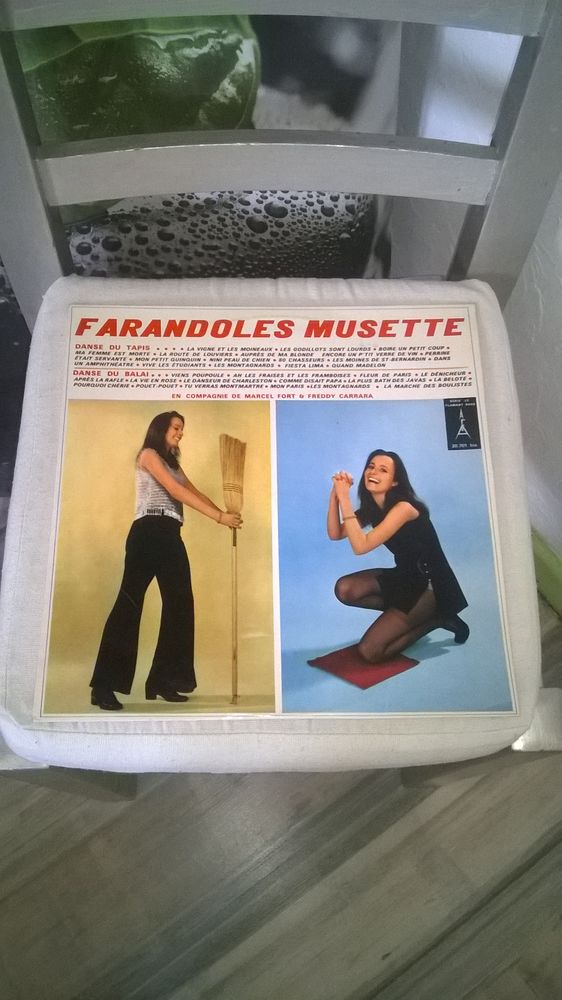 FARANDOLES MUSETTE
DANSE DU TAPIS • • • • LA VIGNE ET LES MOINEAUX • LES GODILLOTS SONT LOURDS • BOIRE UN PETIT COUP •
MA FEMME EST MORTE • LA ROUTE DE LOUVIERS • AUPRÈS DE MA BLONDE ENCORE UN P'TIT VERRE DE VIN • PERRINE
ÉTAIT SERVANTE • MON PETIT QUINQUIN • NINI PEAU DE CHIEN • 50 CHASSEURS • LES MOINES DE ST-BERNARDIN • DANS
UN AMPHITHÉATRE • VIVE LES ÉTUDIANTS • LES MONTAGNARDS • FIESTA LIMA • QUAND MADELON
DANSE DU BALAI • • • VIENS POUPOULE • AH LES FRAISES ET LES FRAMBOISES • FLEUR DE PARIS • LE DÉNICHEUR •
APRÈS LA RAFLE • LA VIE EN ROSE • LE DANSEUR DE CHARLESTON • COMME DISAIT PAPA • LA PLUS BATH DES JAVAS • LA BELOTE •
POURQUOI CHÉRIE • POUET-POUET • TU VERRAS MONTMARTRE • MON PARIS • LES MONTAGNARDS • LA MARCHE DES BOULISTES
EN COMPAGNIE DE MARCEL FORT & FREDDY CARRARA